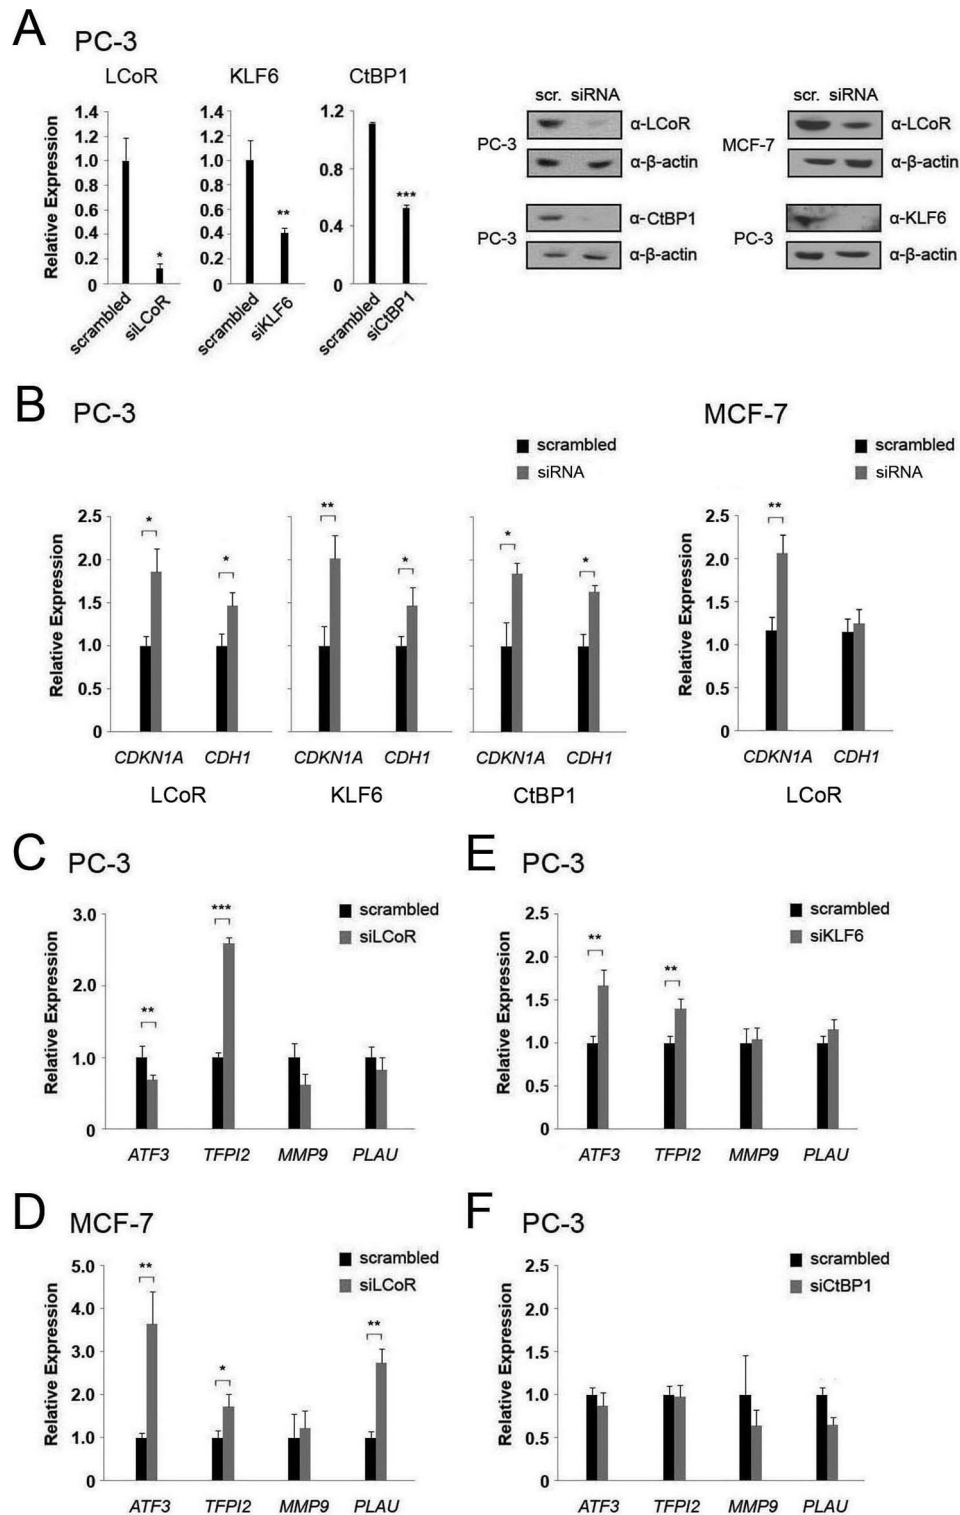 A PC-3
LCoR KLF6 CtBP1
Relative Expression
1.4
1.2
1.0
0.8
0.6
0.4
0.2
0
*
scrambled
siLCoR
1.4
1.2
1.0
0.8
0.6
0.4
0.2
0
**
scrambled
siKLF6
1.2
0.8
0.4
0
***
scrambled
siCtBP1
scr. siRNA
PC-3
α-LCoR
α-β-actin
PC-3
α-CtBP1
α-β-actin
scr. siRNA
MCF-7
α-LCoR
α-β-actin
PC-3
α-KLF6
α-β-actin
B PC-3
scrambled
siRNA
Relative Expression
2.5
2.0
1.5
1.0
0.5
0
* *
CDKN1A CDH1
LCoR
** *
CDKN1A CDH1
KLF6
* *
CDKN1A CDH1
CtBP1
MCF-7
scrambled
siRNA
Relative Expression
2.5
2.0
1.5
1.0
0.5
0
**
CDKN1A CDH1
LCoR
C PC-3
scrambled
siLCoR
Relative Expression
3.0
2.0
1.0
0
** ***
ATF3 TFPI2 MMP9 PLAU
D MCF-7
scrambled
siLCoR
Relative Expression
5.0
4.0
3.0
2.0
1.0
0
** * **
ATF3 TFPI2 MMP9 PLAU
E PC-3
scrambled
siKLF6
Relative Expression
2.5
2.0
1.5
1.0
0.5
0
** **
ATF3 TFPI2 MMP9 PLAU
F PC-3
scrambled
siCtBP1
Relative Expression
2.5
2.0
1.5
1.0
0.5
0
ATF3 TFPI2 MMP9 PLAU